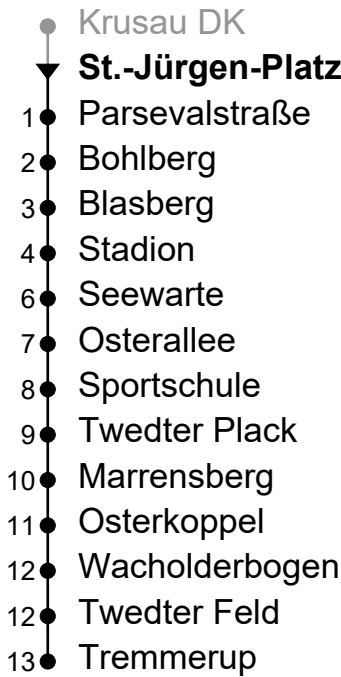 Krusau DK
St.-Jürgen-Platz
1 Parsevalstraße
2 Bohlberg
3 Blasberg
4 Stadion
6 Seewarte
7 Osterallee
8 Sportschule
9 Twedter Plack
10 Marrensberg
11 Osterkoppel
12 Wacholderbogen
12 Twedter Feld
13 Tremmerup